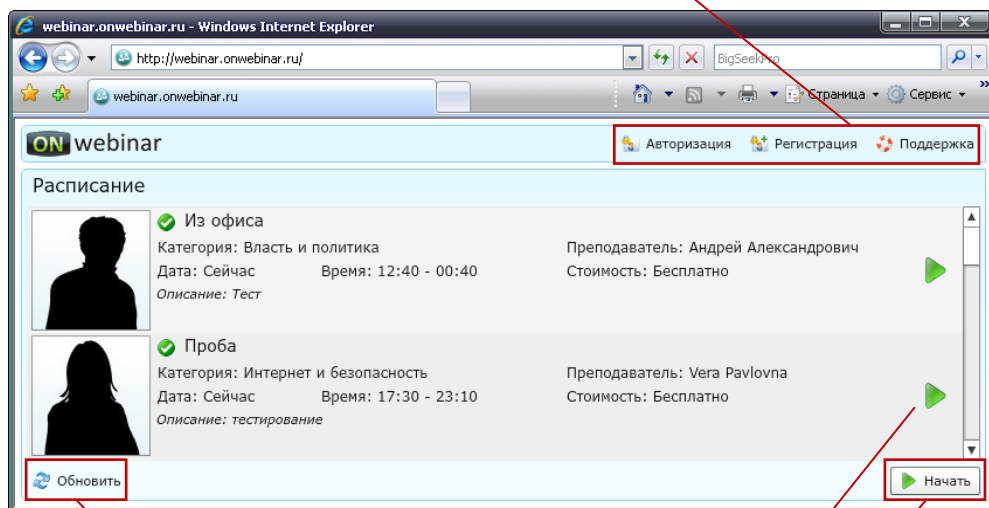 webinar.onwebinar.ru - Windows Internet Explorer
http://webinar.onwebinar.ru/
webinar.onwebinar.ru
Страница
Сервис
ON webinar
Авторизация Регистрация Поддержка
Расписание
Из офиса
Категория: Власть и политика Преподаватель: Андрей Александрович
Дата: Сейчас Время: 12:40 - 00:40 Стоимость: Бесплатно
Описание: Тест
Проба
Категория: Интернет и безопасность Преподаватель: Vera Pavlovna
Дата: Сейчас Время: 17:30 - 23:10 Стоимость: Бесплатно
Описание: тестирование
Обновить Начать